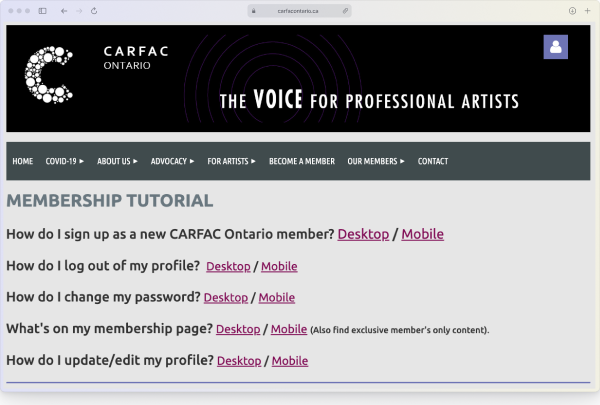 carfacontario.ca
CARFAC
ONTARIO
THE VOICE FOR PROFESSIONAL ARTISTS
HOME COVID-19 ▸ ABOUT US ▸ ADVOCACY ▸ FOR ARTISTS ▸ BECOME A MEMBER OUR MEMBERS ▸ CONTACT
MEMBERSHIP TUTORIAL
How do I sign up as a new CARFAC Ontario member? Desktop / Mobile
How do I log out of my profile? Desktop / Mobile
How do I change my password? Desktop / Mobile
What's on my membership page? Desktop / Mobile (Also find exclusive member's only content).
How do I update/edit my profile? Desktop / Mobile